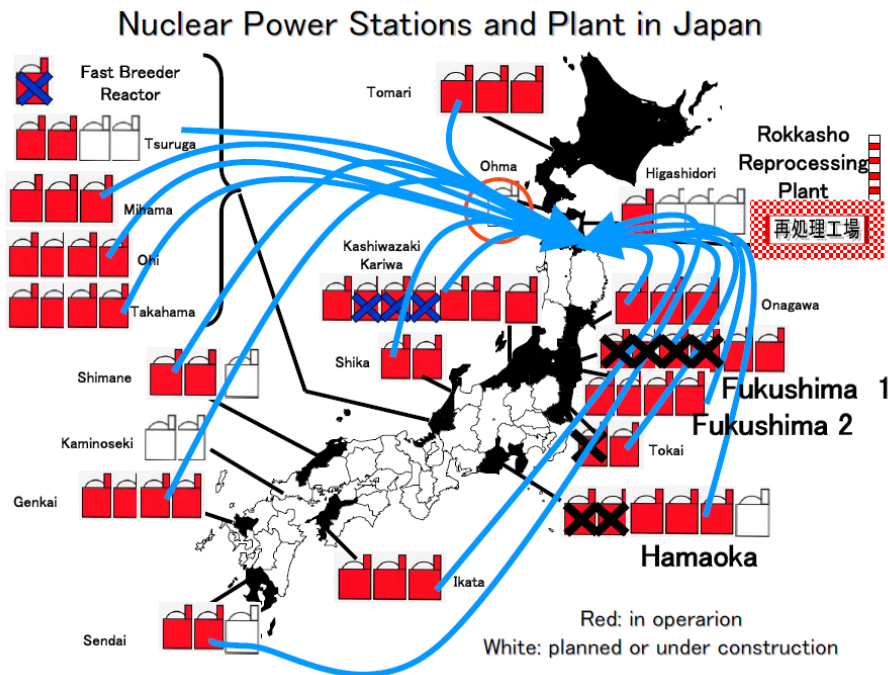 Nuclear Power Stations and Plant in Japan
Fast Breeder
Reactor
Tsuruga
Mihama
Ohi
Takahama
Tomari
Ohma
Higashidori
Rokkasho
Reprocessing
Plant
再処理工場
Kashiwazaki
Kariwa
Shika
Onagawa
Fukushima 1
Fukushima 2
Tokai
Hamaoka
Shimane
Kaminoseki
Genkai
Sendai
Ikata
Red: in operarion
White: planned or under construction